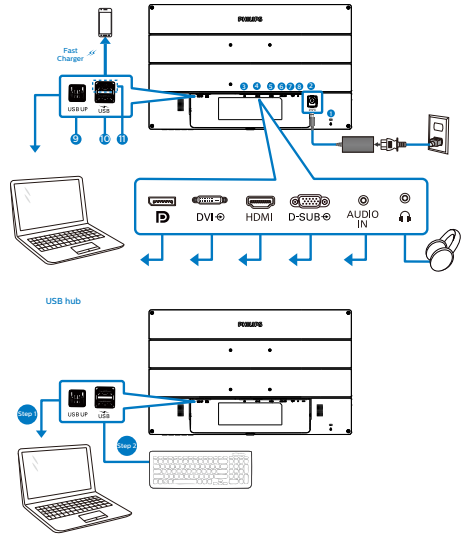 PHILIPS
Fast
Charger
3 4 5 6 7 8 2
1
USB UP
USB
9 10 11
DVI
HDMI
D-SUB
AUDIO
IN
USB hub
PHILIPS
Step 1
USB UP
USB
Step 2